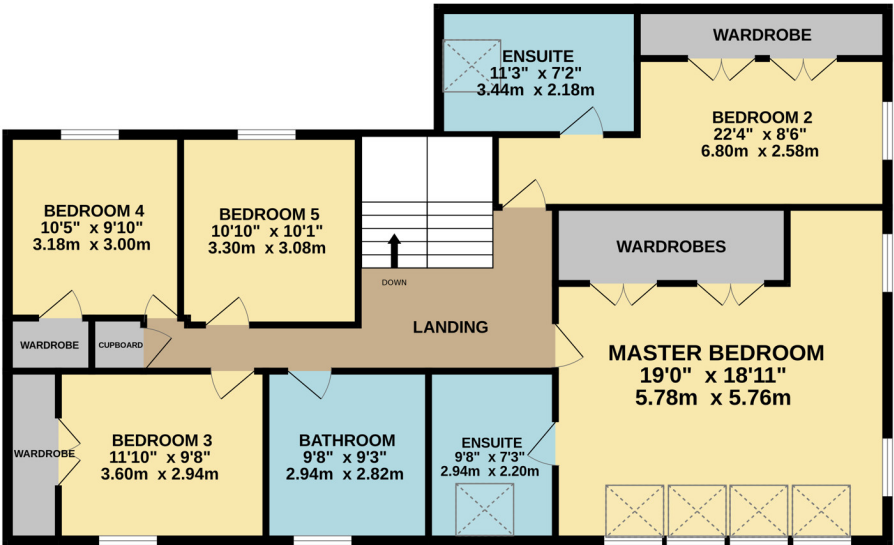 WARDROBE
ENSUITE
11'3" x 7'2"
3.44m x 2.18m
BEDROOM 2
22'4" x 8'6"
6.80m x 2.58m
BEDROOM 4
10'5" x 9'10"
3.18m x 3.00m
BEDROOM 5
10'10" x 10'1"
3.30m x 3.08m
WARDROBES
DOWN
LANDING
WARDROBE
CUPBOARD
MASTER BEDROOM
19'0" x 18'11"
5.78m x 5.76m
WARDROBE
BEDROOM 3
11'10" x 9'8"
3.60m x 2.94m
BATHROOM
9'8" x 9'3"
2.94m x 2.82m
ENSUITE
9'8" x 7'3"
2.94m x 2.20m